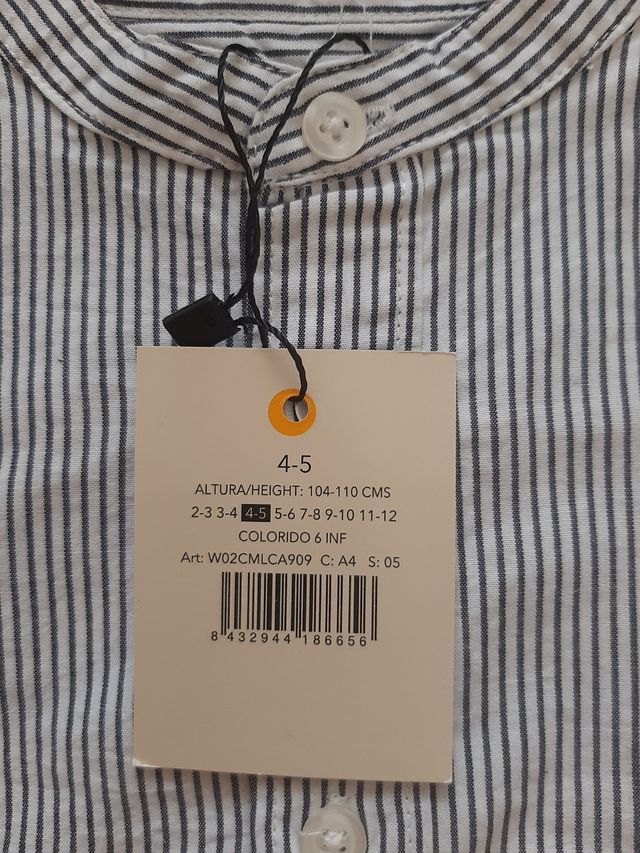 4-5
ALTURA/HEIGHT: 104-110 CMS
2-3 3-4 4-5 5-6 7-8 9-10 11-12
COLORIDO 6 INF
Art: W02CMLCA909 C: A4 S: 05
8 432944 186656